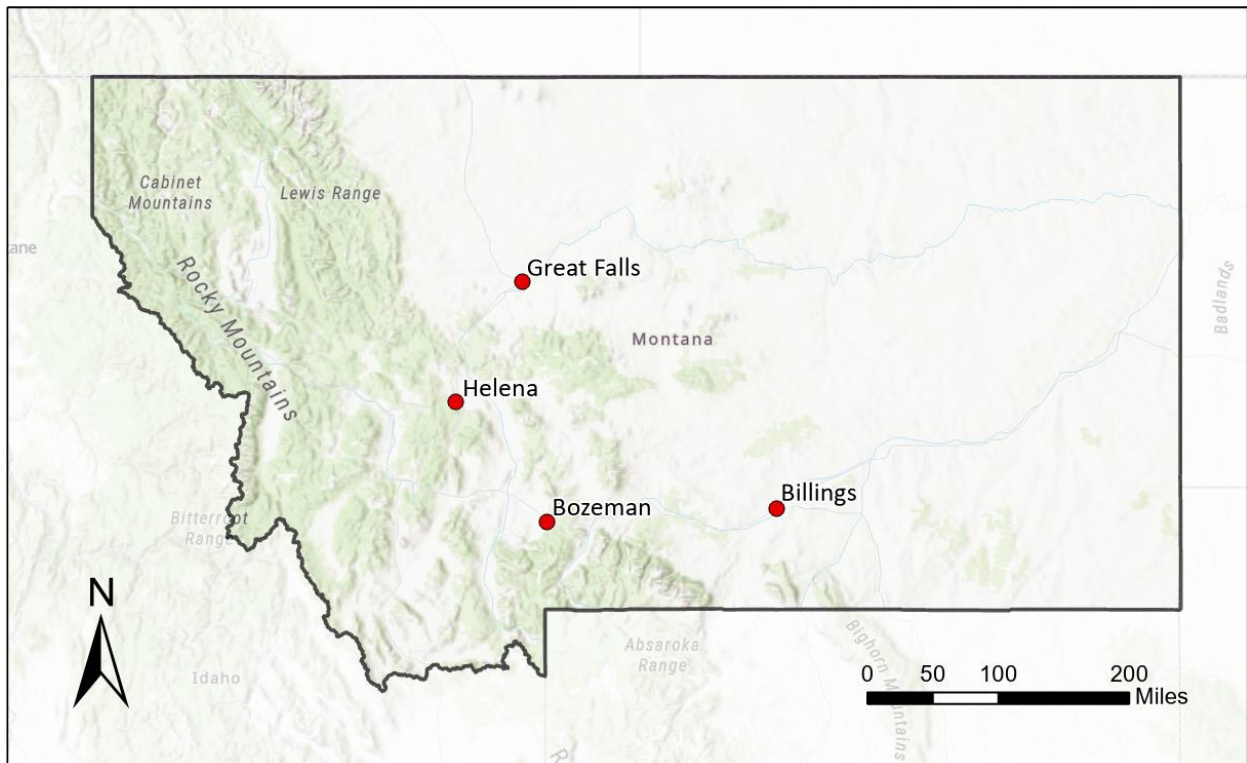 Cabinet
Mountains
Lewis Range
ane
Rocky Mountains
Great Falls
Badlands
Montana
Helena
Billings
Bozeman
Bitterroot
Range
N
Absaroka
Range
Bighorn Mountains
Idaho
0 50 100 200
Miles
R